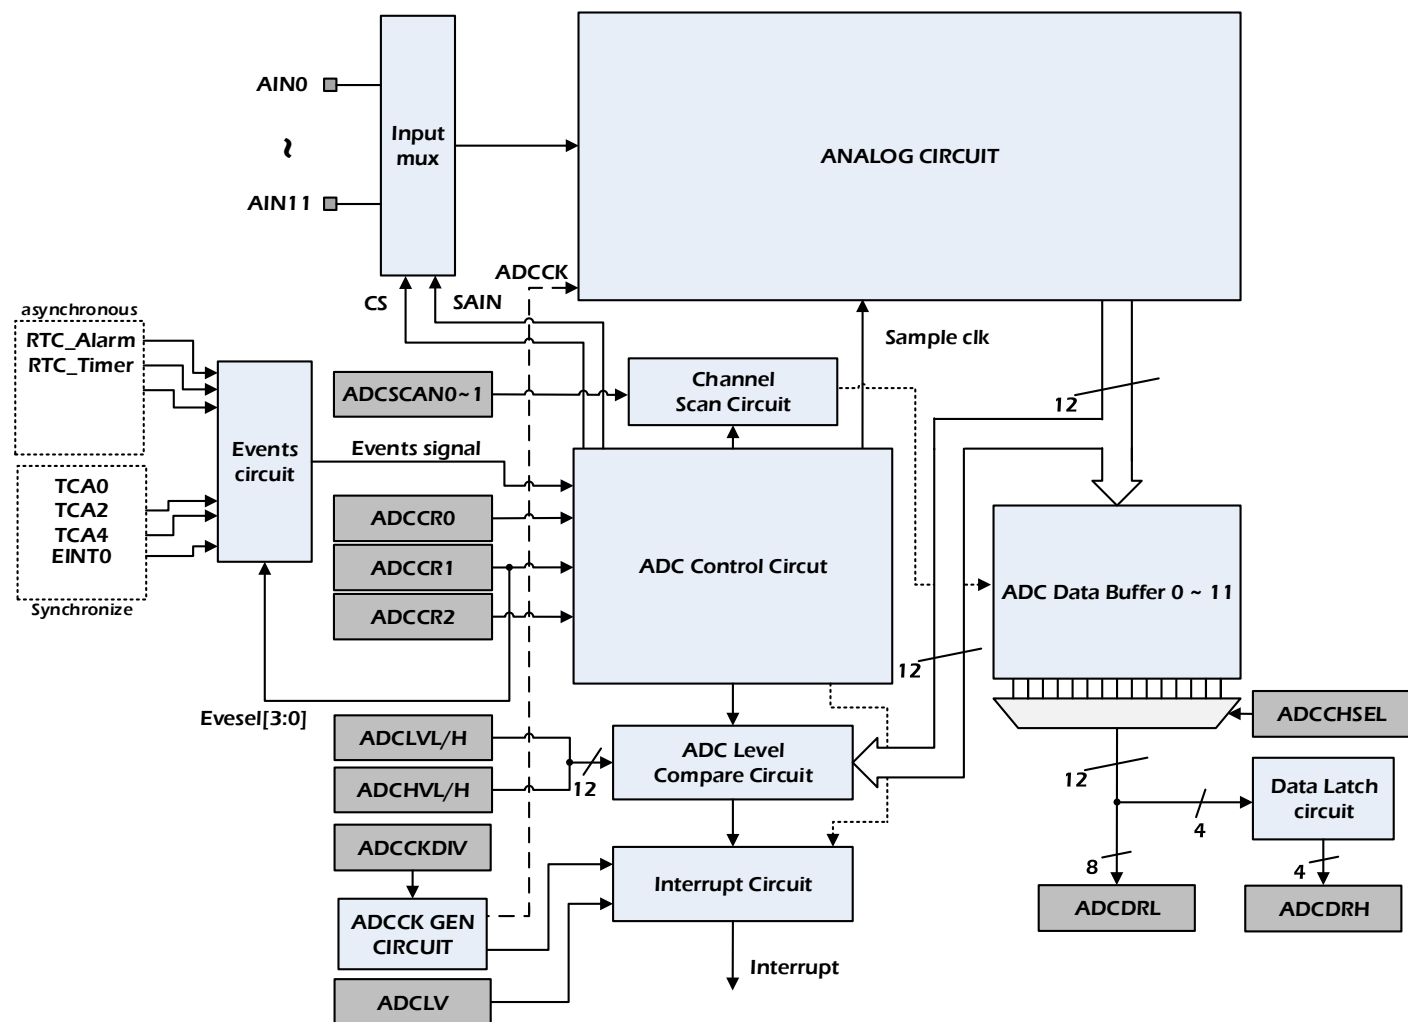 AIN0
~
AIN11
Input
mux
ANALOG CIRCUIT
ADCCK
CS
SAIN
Sample clk
asynchronous
RTC_Alarm
RTC_Timer
Events
circuit
TCA0
TCA2
TCA4
EINT0
Synchronize
ADCSCAN0~1
Channel
Scan Circuit
12
Events signal
ADCCR0
ADCCR1
ADCCR2
ADC Control Circut
ADC Data Buffer 0 ~ 11
12
Evesel[3:0]
ADCLVL/H
ADCHVL/H
12
ADC Level
Compare Circuit
ADCCHSEL
12
4
Data Latch
circuit
8
4
ADCDRL
ADCDRH
ADCCKDIV
ADCCK GEN
CIRCUIT
Interrupt Circuit
ADCLV
Interrupt